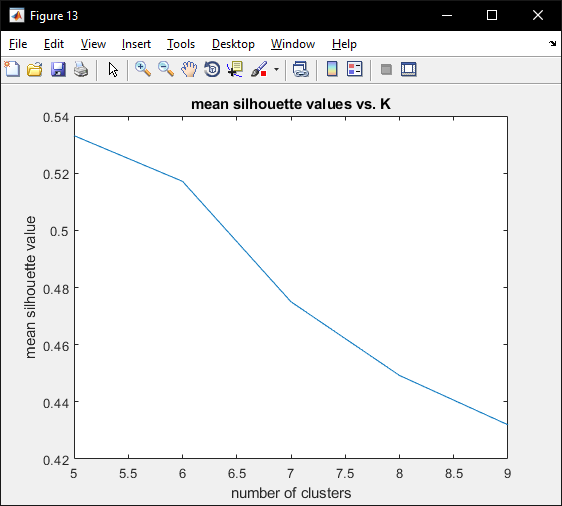 Figure 13
File Edit View Insert Tools Desktop Window Help
mean silhouette values vs. K
mean silhouette value
0.54
0.52
0.5
0.48
0.46
0.44
0.42
5 5.5 6 6.5 7 7.5 8 8.5 9
number of clusters